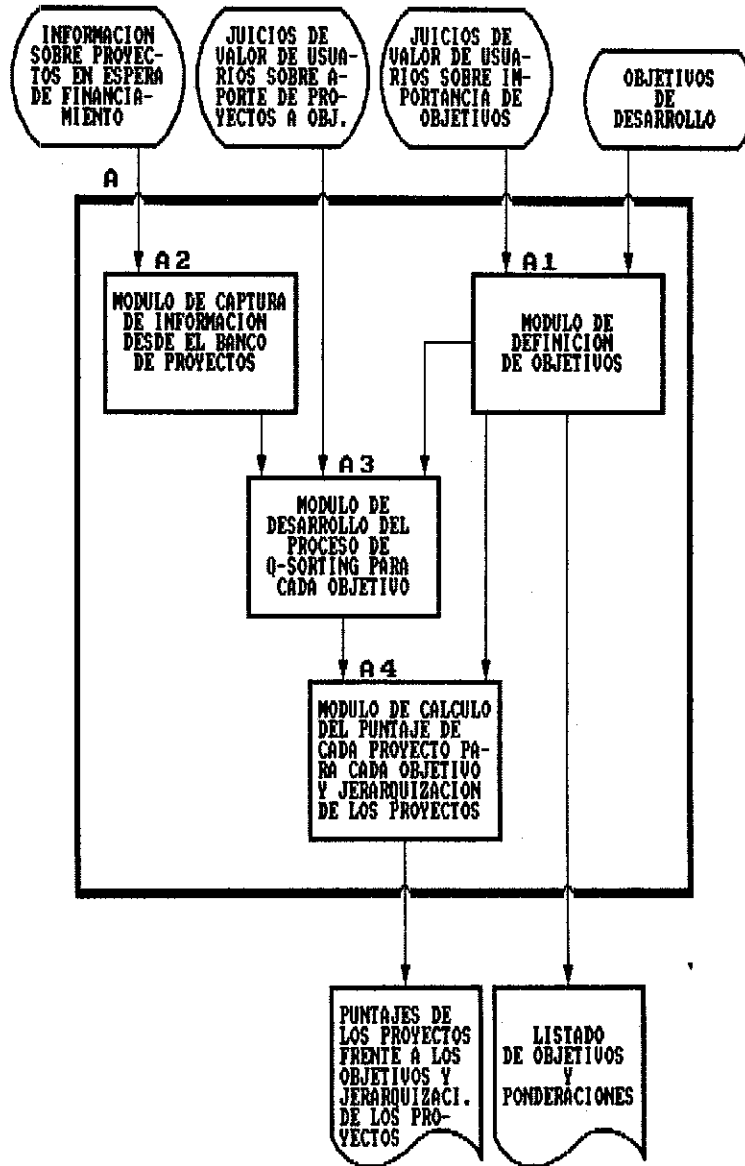 INFORMACION
SOBRE PROYEC-
TOS EN ESPERA
DE FINANCIA-
MIENTO
JUICIOS DE
VALOR DE USUA-
RIOS SOBRE A-
PORTE DE PRO-
YECTOS A OBJ.
JUICIOS DE
VALOR DE USUA-
RIOS SOBRE IM-
PORTANCIA DE
OBJETIVOS
OBJETIVOS
DE
DESARROLLO
A
A2
MODULO DE CAPTURA
DE INFORMACION
DESDE EL BANCO
DE PROYECTOS
A1
MODULO DE
DEFINICION
DE OBJETIVOS
A3
MODULO DE
DESARROLLO DEL
PROCESO DE
Q-SORTING PARA
CADA OBJETIVO
A4
MODULO DE CALCULO
DEL PUNTAJE DE
CADA PROYECTO PA-
RA CADA OBJETIVO
Y JERARQUIZACION
DE LOS PROYECTOS
PUNTAJES DE
LOS PROYECTOS
FRENTE A LOS
OBJETIVOS Y
JERARQUIZACI.
DE LOS PRO-
YECTOS
LISTADO
DE OBJETIVOS
Y
PONDERACIONES